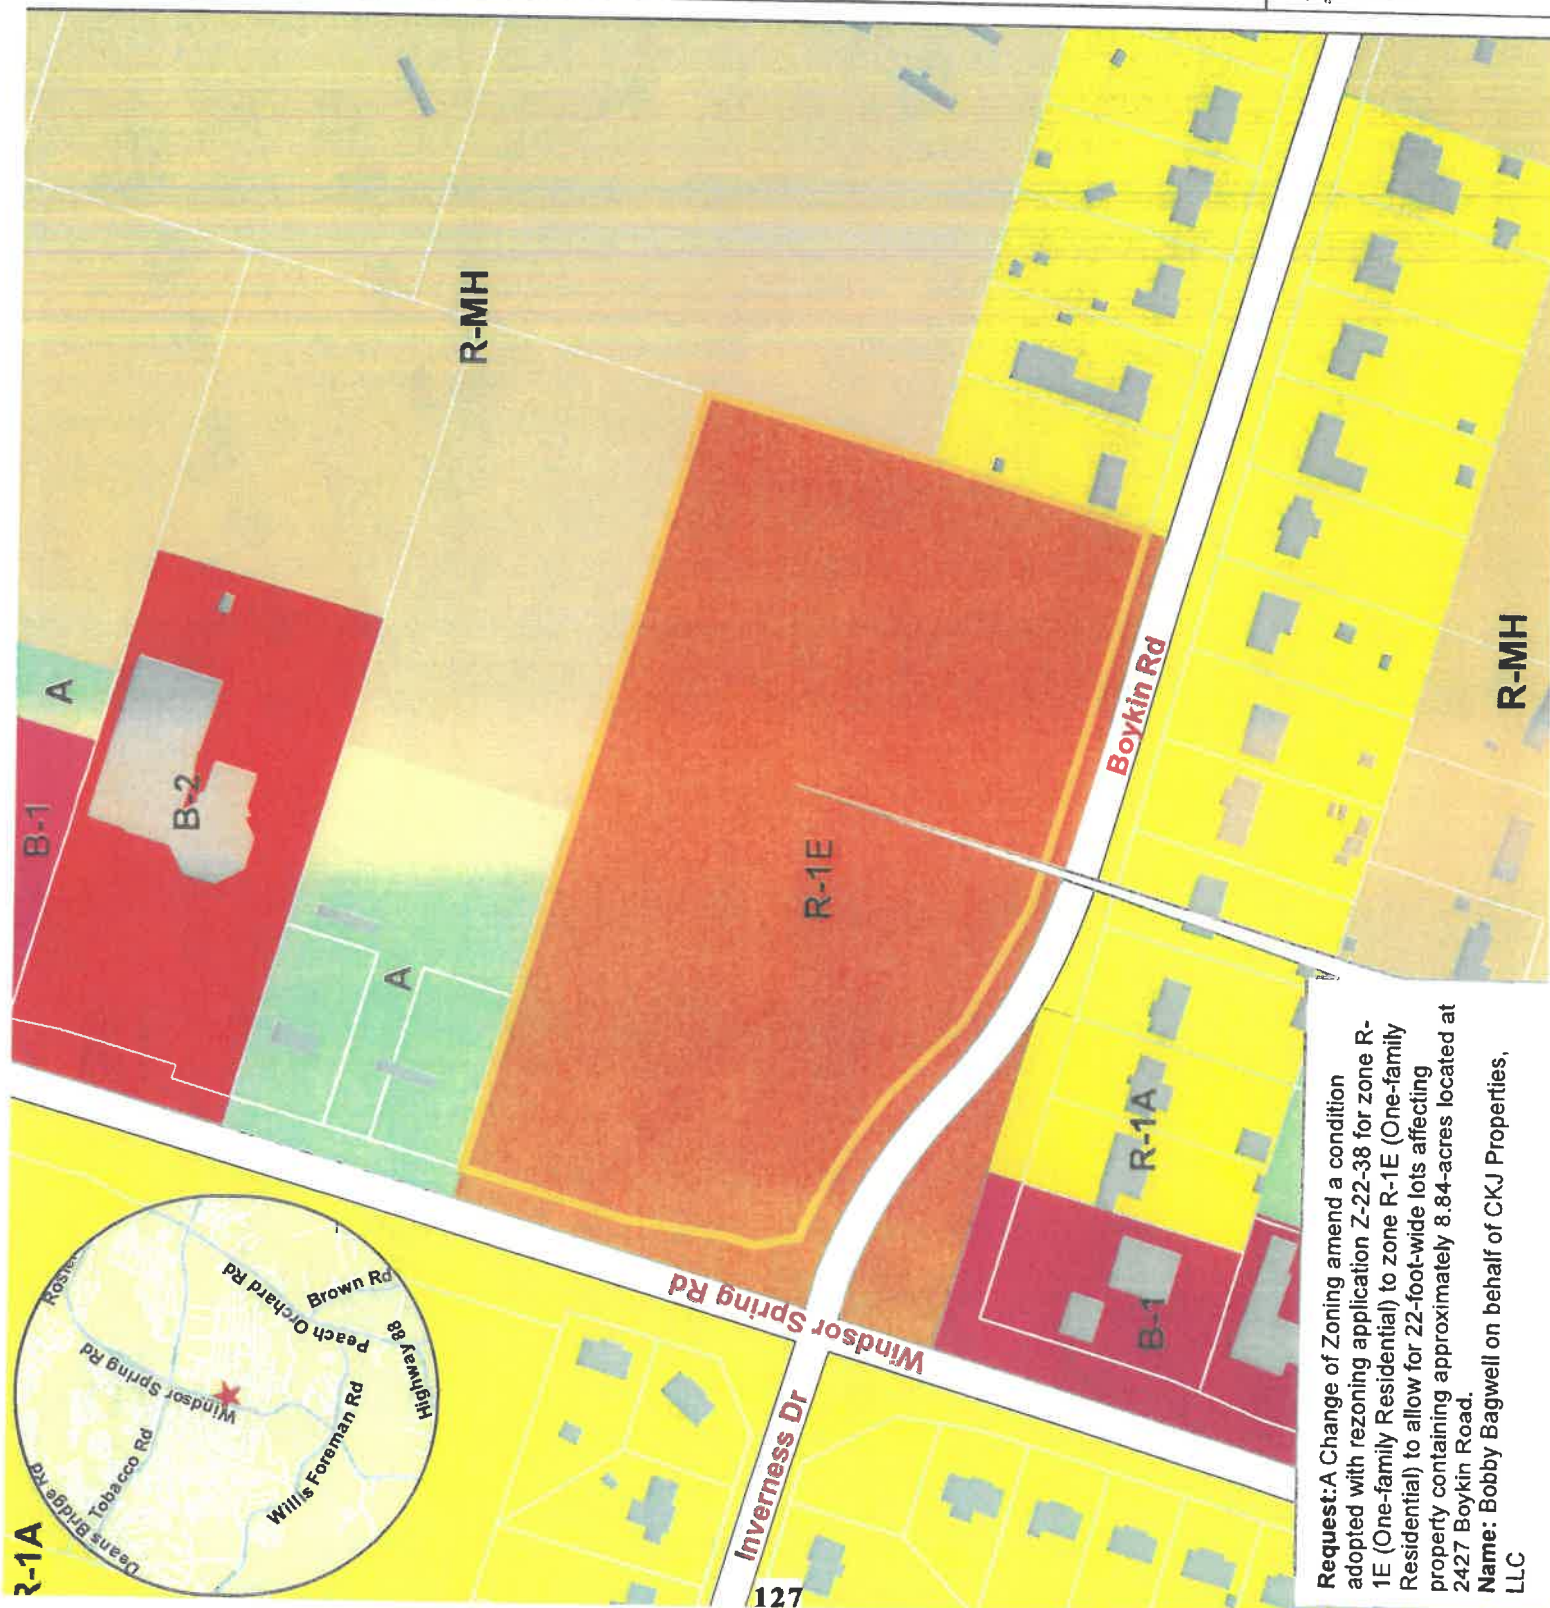 R-MH
A
B-1
B-2
A
R-1E
Boykin Rd
R-MH
R-1A
B-1
Windsor Spring Rd
Inverness Dr
R-1A
Windsor Spring Rd
Peach Orchard Rd
Brown Rd
Highway 88
Willis Foreman Rd
Tobacco Rd
Deans Bridge Rd
127
Request: A Change of Zoning amend a condition
adopted with rezoning application Z-22-38 for zone R-
1E (One-family Residential) to zone R-1E (One-family
Residential) to allow for 22-foot-wide lots affecting
property containing approximately 8.84-acres located at
2427 Boykin Road.
Name: Bobby Bagwell on behalf of CKJ Properties,
LLC